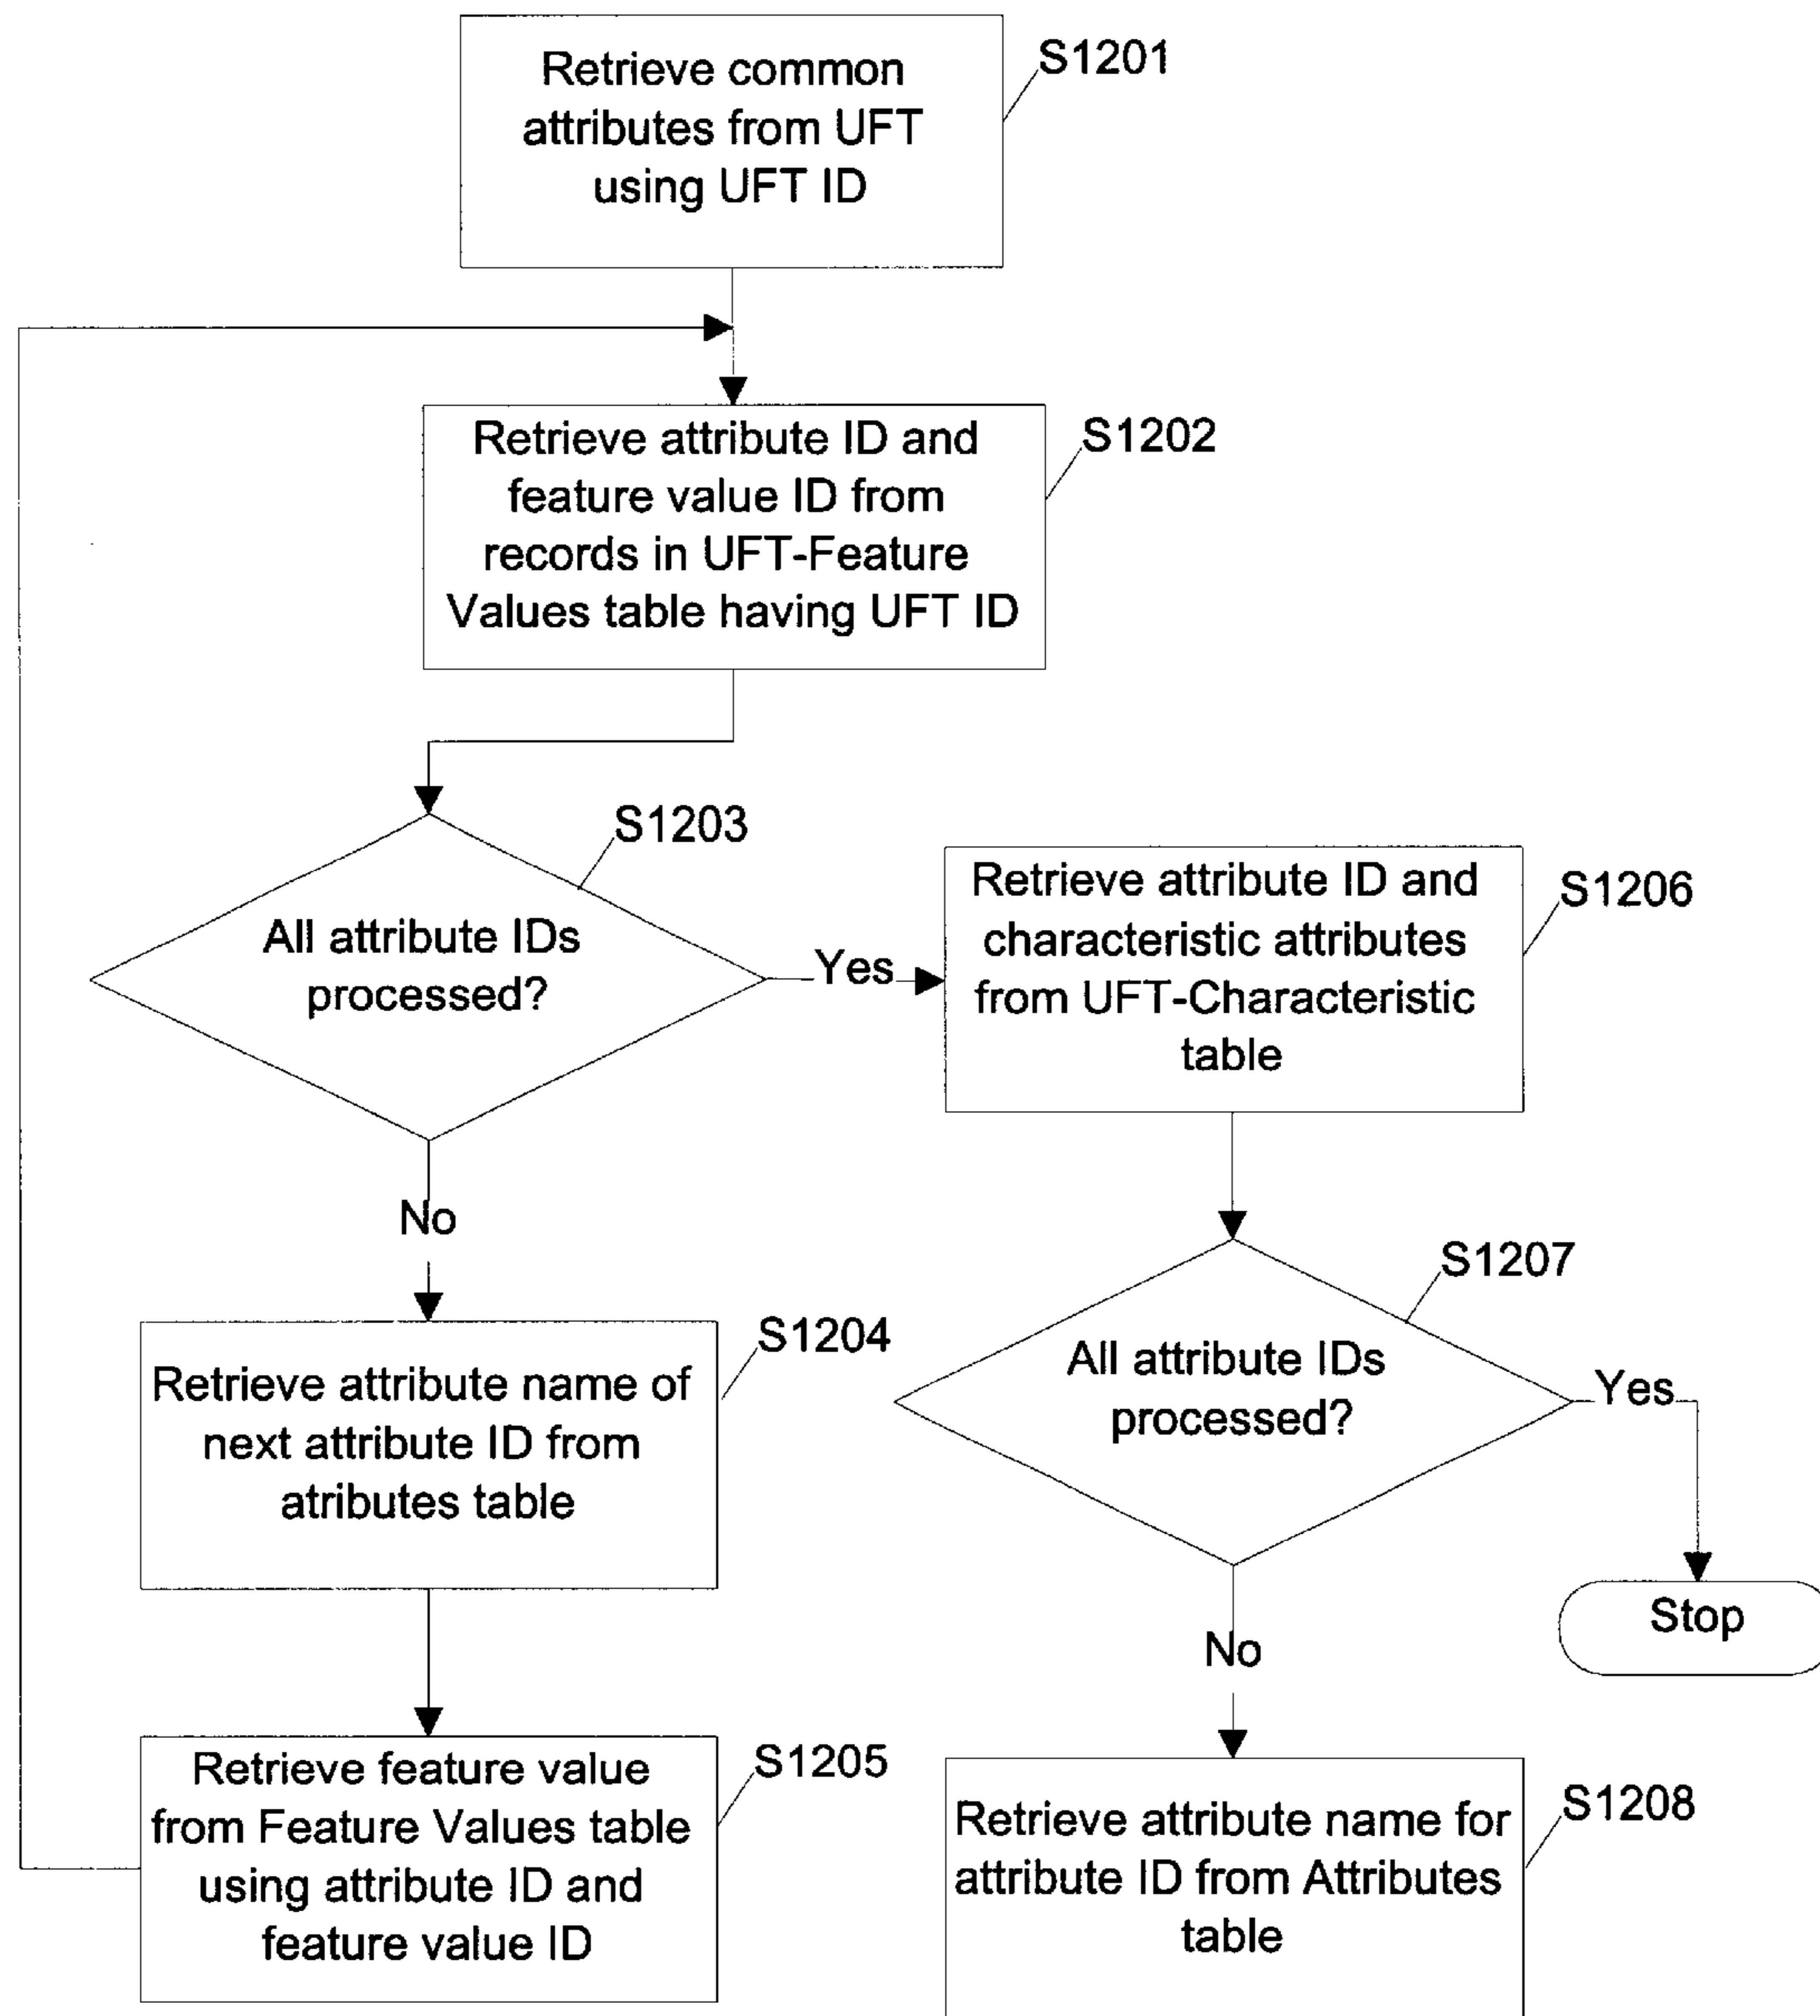 Retrieve common
attributes from UFT
using UFT ID
S1201
Retrieve attribute ID and
feature value ID from
records in UFT-Feature
Values table having UFT ID
S1202
S1203
All attribute IDs
processed?
Yes
No
Retrieve attribute name of
next attribute ID from
atributes table
S1204
Retrieve feature value
from Feature Values table
using attribute ID and
feature value ID
S1205
Retrieve attribute ID and
characteristic attributes
from UFT-Characteristic
table
S1206
S1207
All attribute IDs
processed?
Yes
Stop
No
Retrieve attribute name for
attribute ID from Attributes
table
S1208